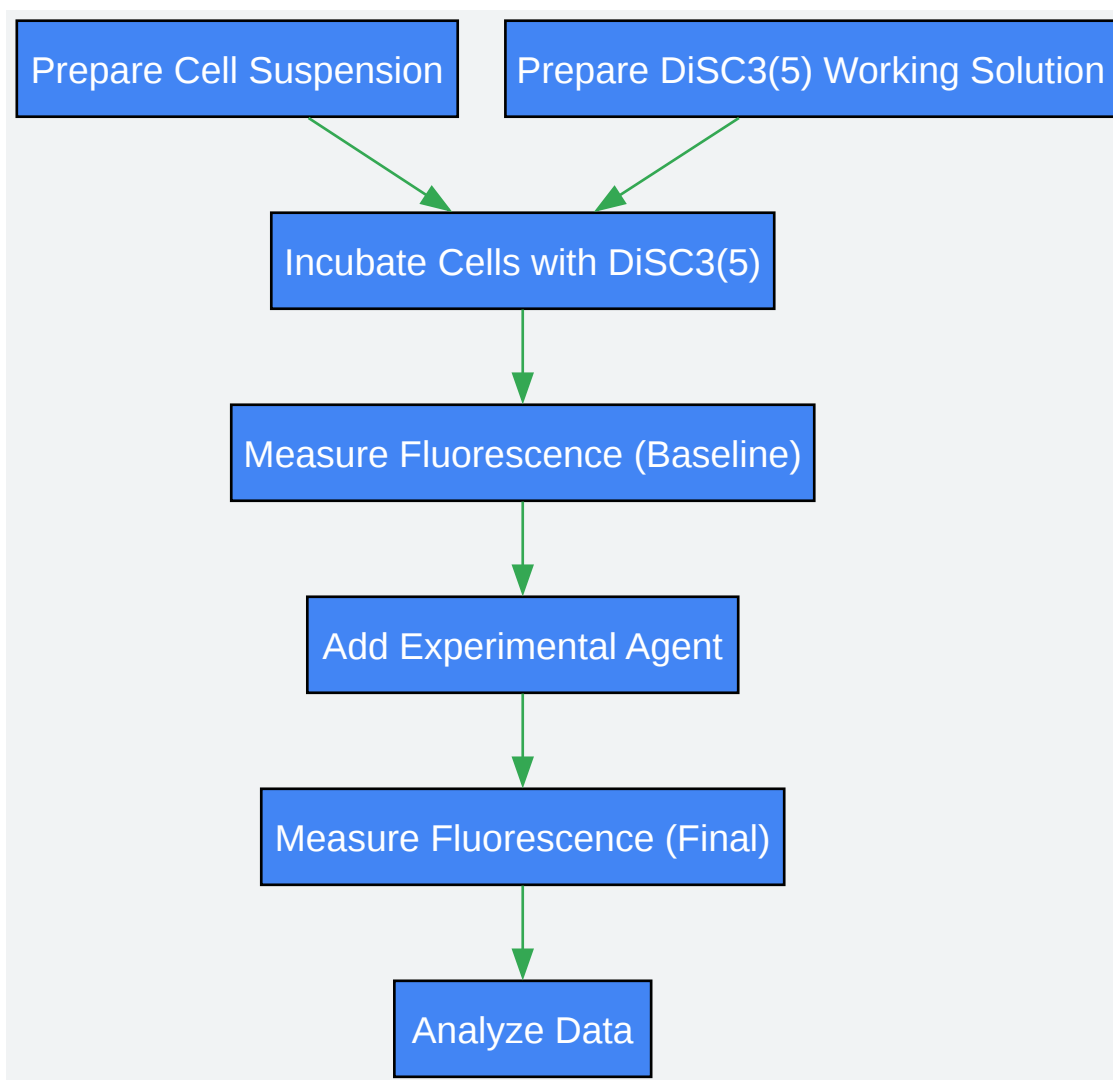 Prepare Cell Suspension
Prepare DiSC3(5) Working Solution
Incubate Cells with DiSC3(5)
Measure Fluorescence (Baseline)
Add Experimental Agent
Measure Fluorescence (Final)
Analyze Data